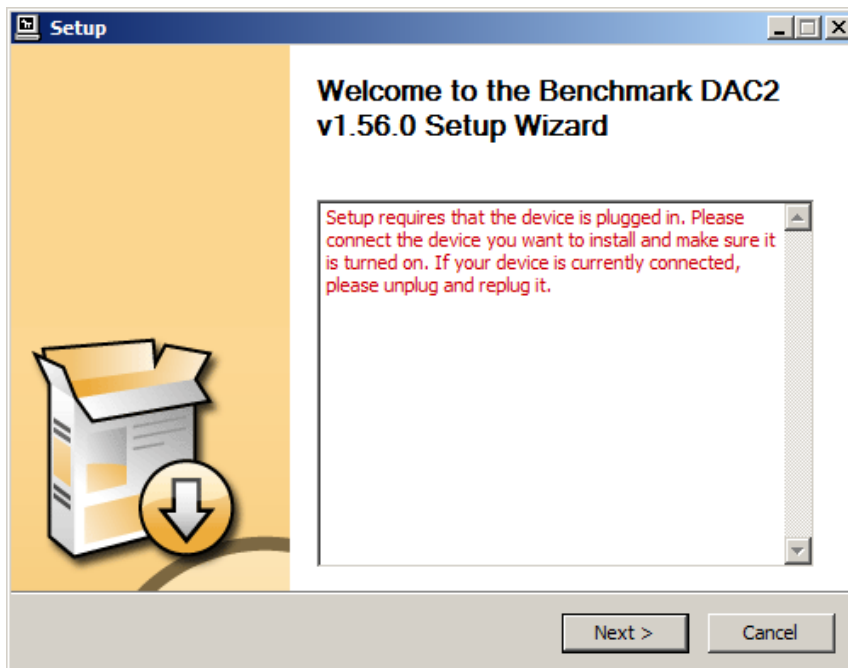 Setup
Welcome to the Benchmark DAC2
v1.56.0 Setup Wizard
Setup requires that the device is plugged in. Please
connect the device you want to install and make sure it
is turned on. If your device is currently connected,
please unplug and replug it.
Next >
Cancel